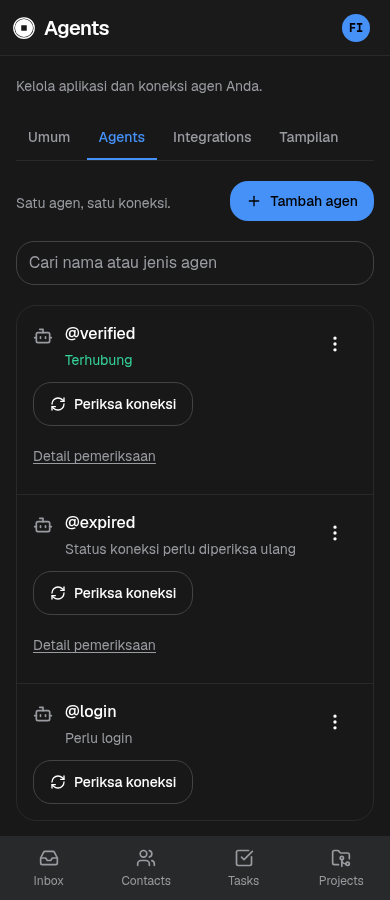 Agents
FI
Kelola aplikasi dan koneksi agen Anda.
Umum Agents Integrations Tampilan
Satu agen, satu koneksi.
Tambah agen
Cari nama atau jenis agen
@verified
Terhubung
Periksa koneksi
Detail pemeriksaan
@expired
Status koneksi perlu diperiksa ulang
Periksa koneksi
Detail pemeriksaan
@login
Perlu login
Periksa koneksi
Inbox Contacts Tasks Projects